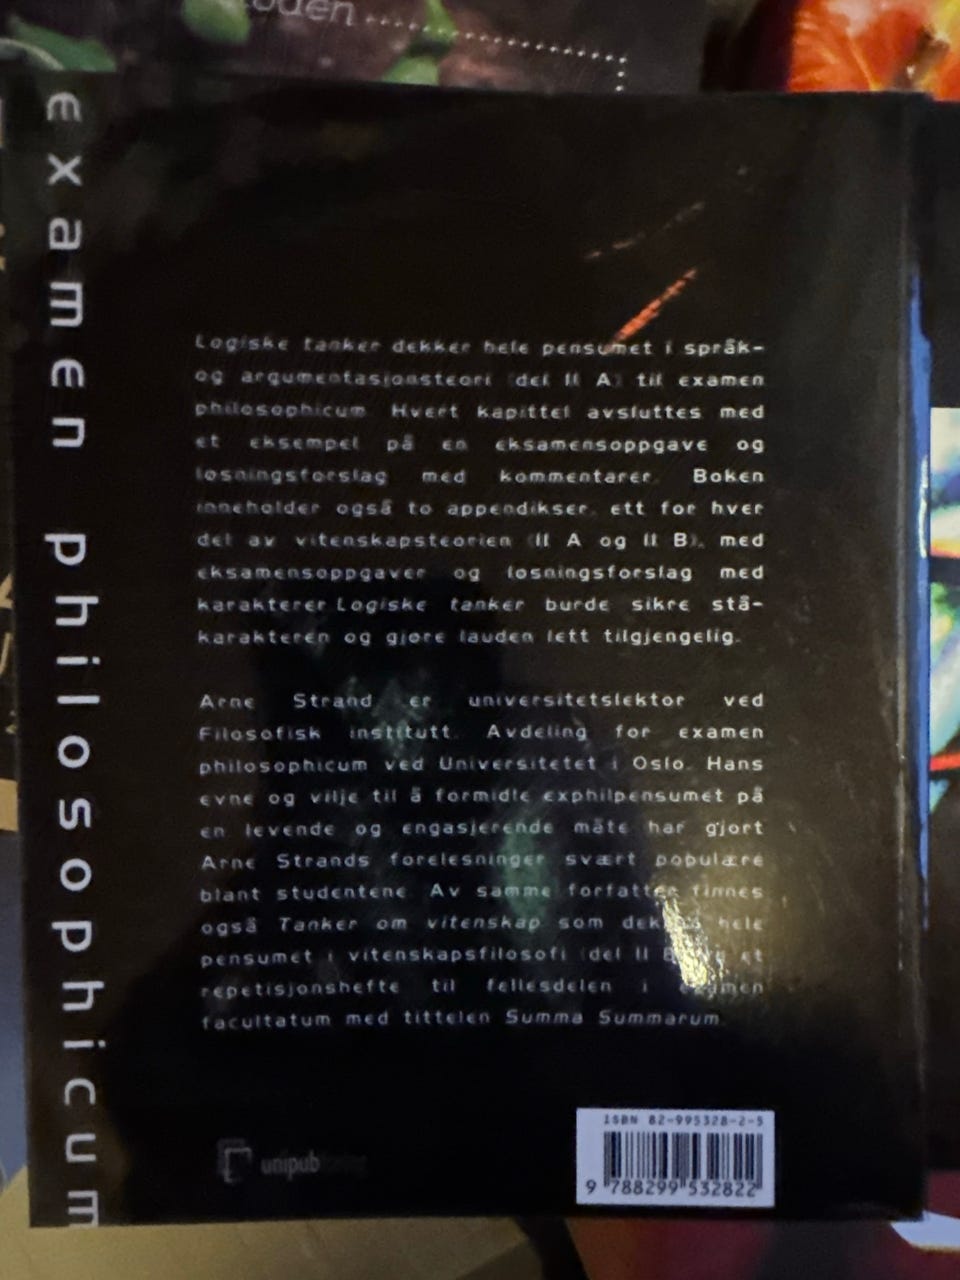 examen philosophicum
Logiske tanker dekker hele pensumet i språk-
og argumentasjonsteori (del II A) til examen
philosophicum. Hvert kapittel avsluttes med
et eksempel på en eksamensoppgave og
løsningsforslag med kommentarer. Boken
inneholder også to appendikser, ett for hver
del av vitenskapsteorien (II A og II B), med
eksamensoppgaver og løsningsforslag med
karakterer. Logiske tanker burde sikre stå-
karakteren og gjøre lauden lett tilgjengelig.
Arne Strand er universitetslektor ved
Filosofisk institutt, Avdeling for examen
philosophicum ved Universitetet i Oslo. Hans
evne og vilje til å formidle exphilpensumet på
en levende og engasjerende måte har gjort
Arne Strands forelesninger svært populære
blant studentene. Av samme forfatter finnes
også Tanker om vitenskap som hele
pensumet i vitenskapsfilosofi (del II et
repetisjonshefte til fellesdelen i
facultatum med tittelen Summa Summarum.
unipub
ISBN 82-995328-2-5
9 788299 532822